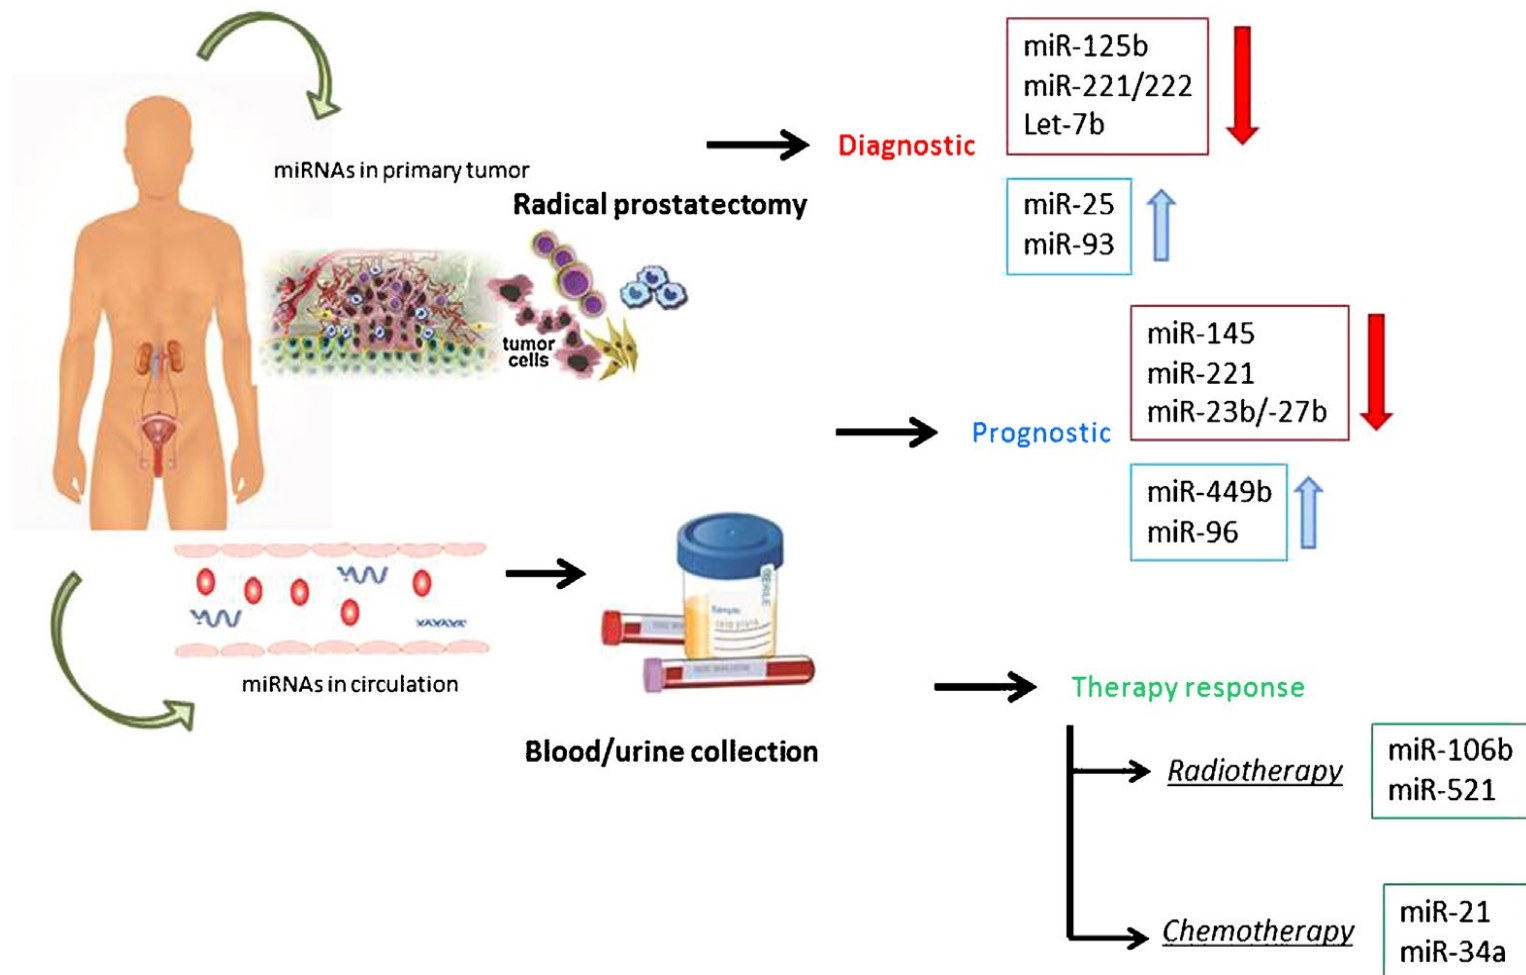 miRNAs in primary tumor
Radical prostatectomy
tumor
cells
Diagnostic
miR-125b
miR-221/222
Let-7b
miR-25
miR-93
Prognostic
miR-145
miR-221
miR-23b/-27b
miR-449b
miR-96
miRNAs in circulation
Sample
Blood/urine collection
Therapy response
Radiotherapy
miR-106b
miR-521
Chemotherapy
miR-21
miR-34a